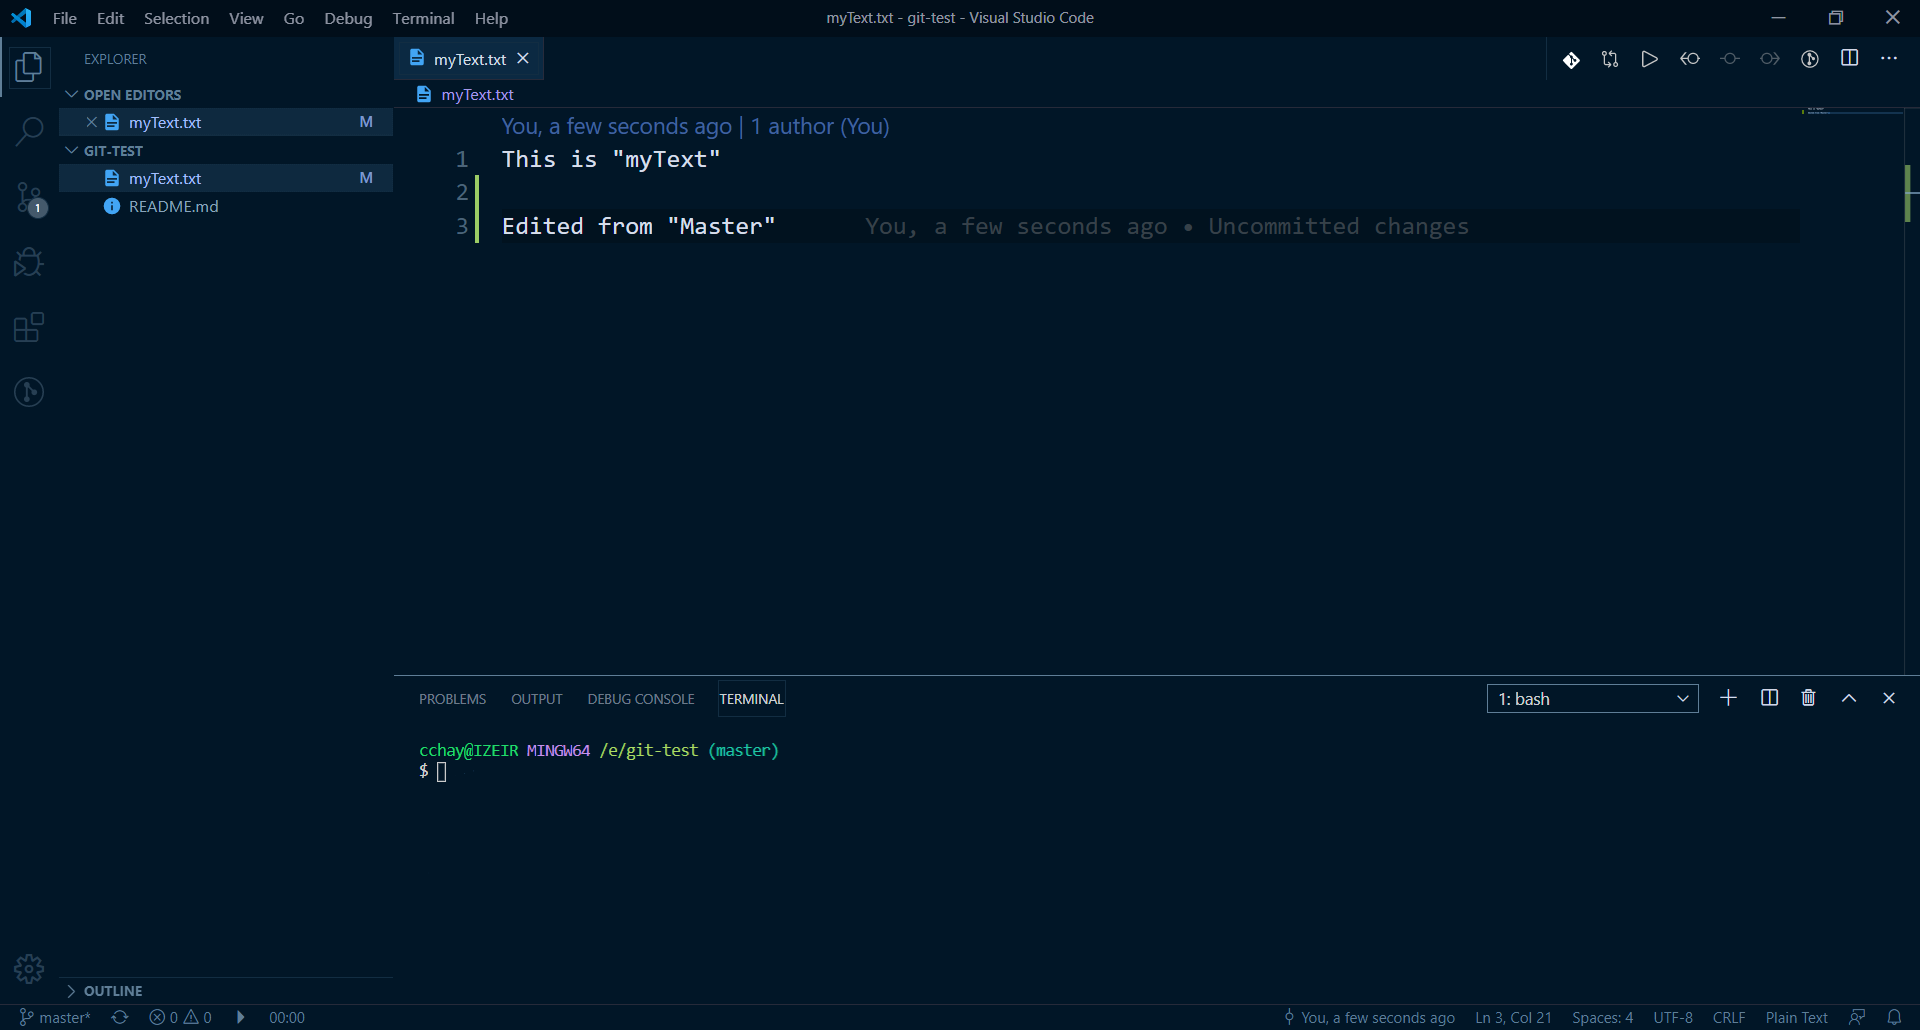 File Edit Selection View Go Debug Terminal Help
myText.txt - git-test - Visual Studio Code
EXPLORER
OPEN EDITORS
myText.txt M
GIT-TEST
myText.txt M
README.md
1
OUTLINE
myText.txt
myText.txt
You, a few seconds ago | 1 author (You)
1 This is "myText"
2
3 Edited from "Master" You, a few seconds ago • Uncommitted changes
PROBLEMS OUTPUT DEBUG CONSOLE TERMINAL
1: bash
cchay@IZEIR MINGW64 /e/git-test (master)
$
master* 0 0 00:00
You, a few seconds ago Ln 3, Col 21 Spaces: 4 UTF-8 CRLF Plain Text